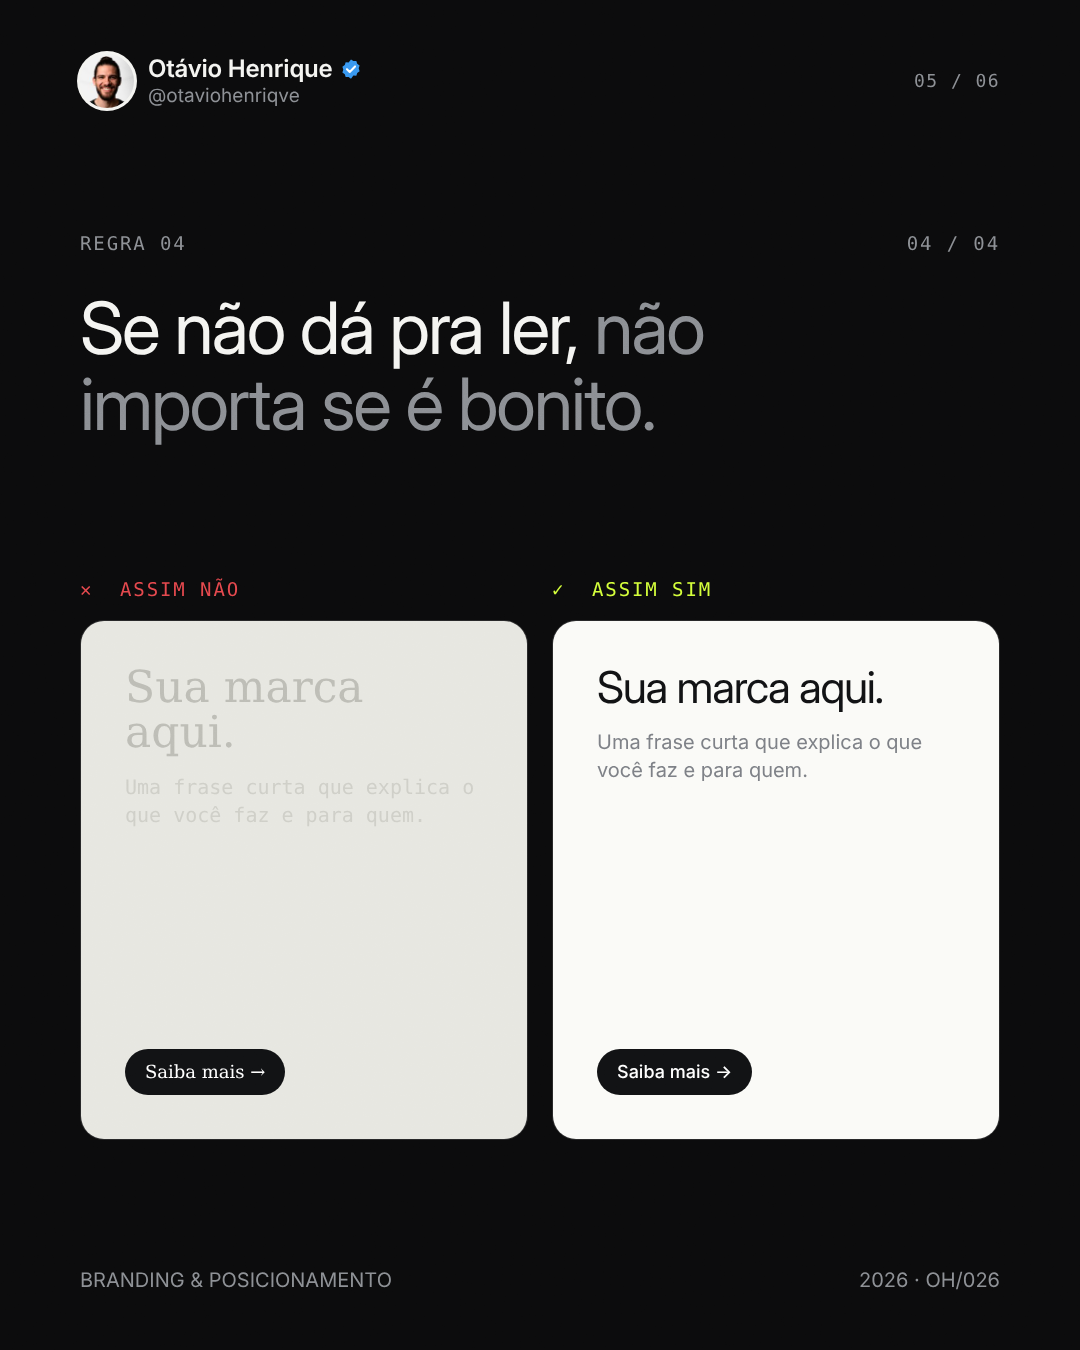 Otávio Henrique
@otaviohenriqve
05 / 06
REGRA 04
04 / 04
Se não dá pra ler, não
importa se é bonito.
× ASSIM NÃO
✓ ASSIM SIM
Sua marca
aqui.
Uma frase curta que explica o
que você faz e para quem.
Saiba mais →
Sua marca aqui.
Uma frase curta que explica o que
você faz e para quem.
Saiba mais →
BRANDING & POSICIONAMENTO
2026 · OH/026